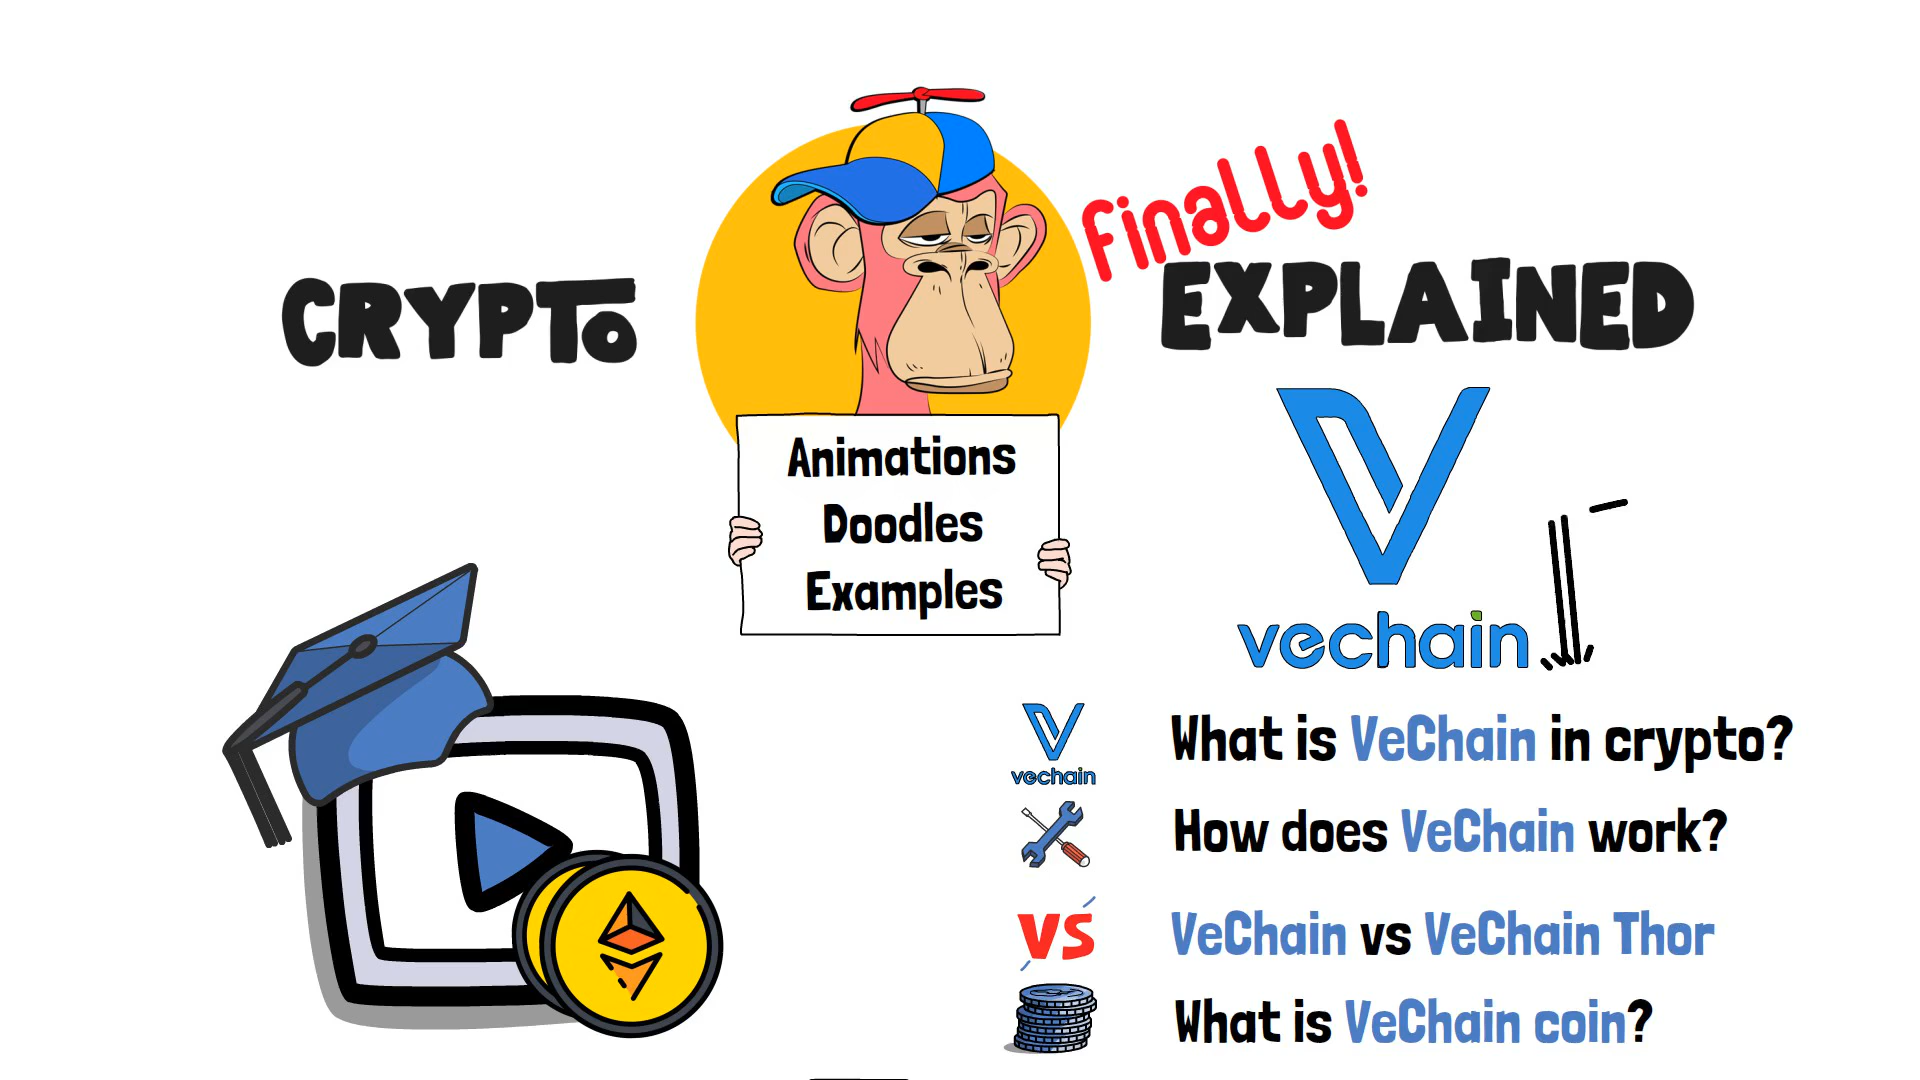 CRYPTO
Finally!
EXPLAINED
Animations
Doodles
Examples
vechain
vechain
What is VeChain in crypto?
How does VeChain work?
VS
VeChain vs VeChain Thor
What is VeChain coin?